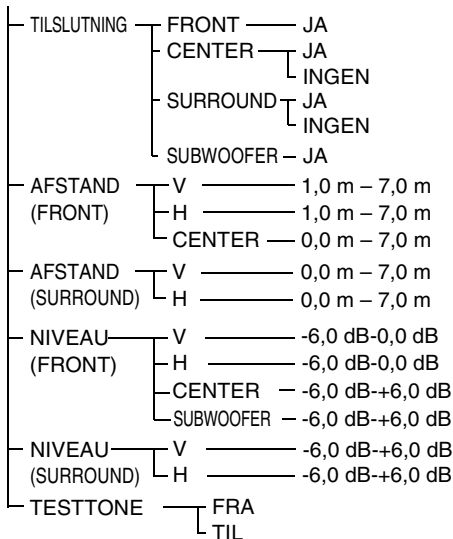 TILSLUTNING FRONT JA
CENTER JA
INGEN
SURROUND JA
INGEN
SUBWOOFER JA
AFSTAND V 1,0 m – 7,0 m
(FRONT) H 1,0 m – 7,0 m
CENTER 0,0 m – 7,0 m
AFSTAND V 0,0 m – 7,0 m
(SURROUND) H 0,0 m – 7,0 m
NIVEAU V -6,0 dB-0,0 dB
(FRONT) H -6,0 dB-0,0 dB
CENTER -6,0 dB-+6,0 dB
SUBWOOFER -6,0 dB-+6,0 dB
NIVEAU V -6,0 dB-+6,0 dB
(SURROUND) H -6,0 dB-+6,0 dB
TESTTONE FRA
TIL